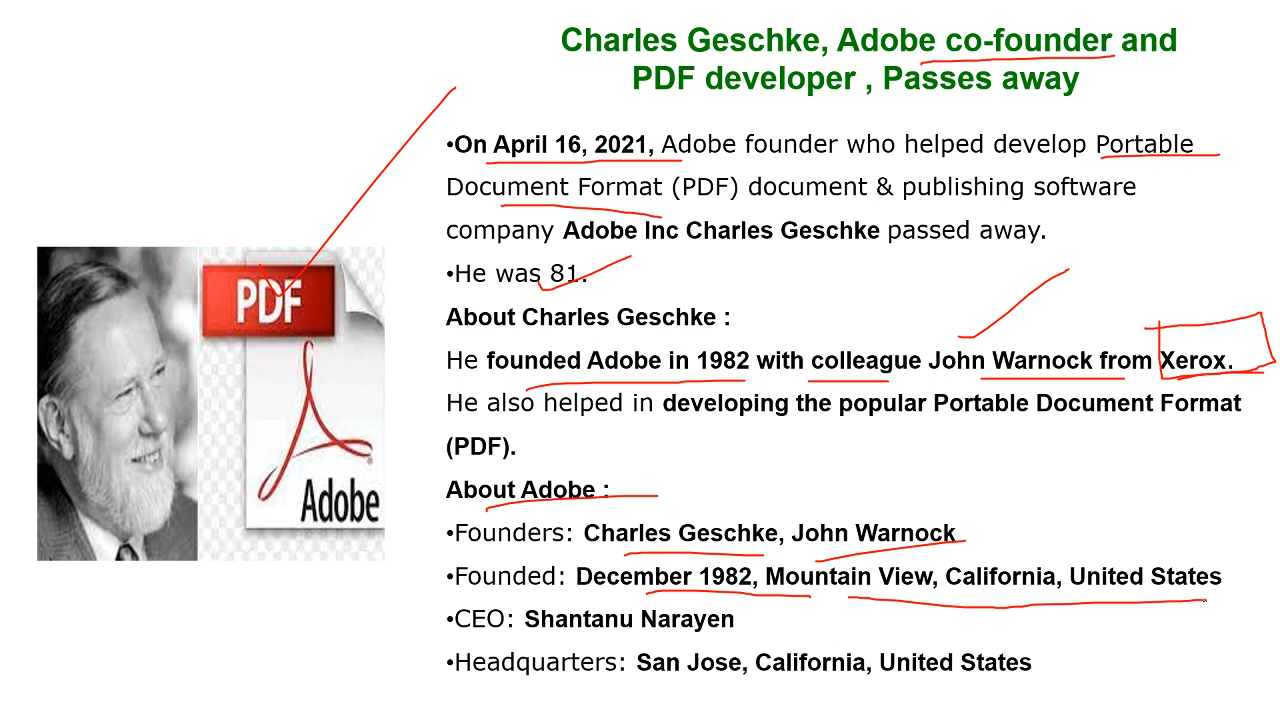 Charles Geschke, Adobe co-founder and
PDF developer , Passes away
•On April 16, 2021, Adobe founder who helped develop Portable
Document Format (PDF) document & publishing software
company Adobe Inc Charles Geschke passed away.
•He was 81.
About Charles Geschke :
He founded Adobe in 1982 with colleague John Warnock from Xerox.
He also helped in developing the popular Portable Document Format
(PDF).
About Adobe :
•Founders: Charles Geschke, John Warnock
•Founded: December 1982, Mountain View, California, United States
•CEO: Shantanu Narayen
•Headquarters: San Jose, California, United States
PDF
Adobe